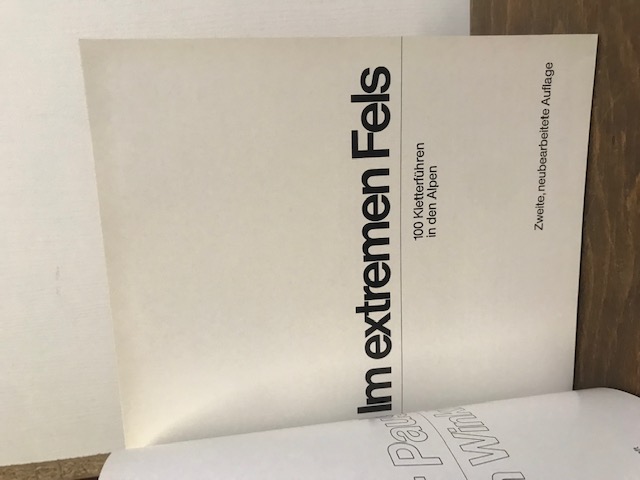 Im extremen Fels
100 Kletterführen
in den Alpen
Zweite, neubearbeitete Auflage